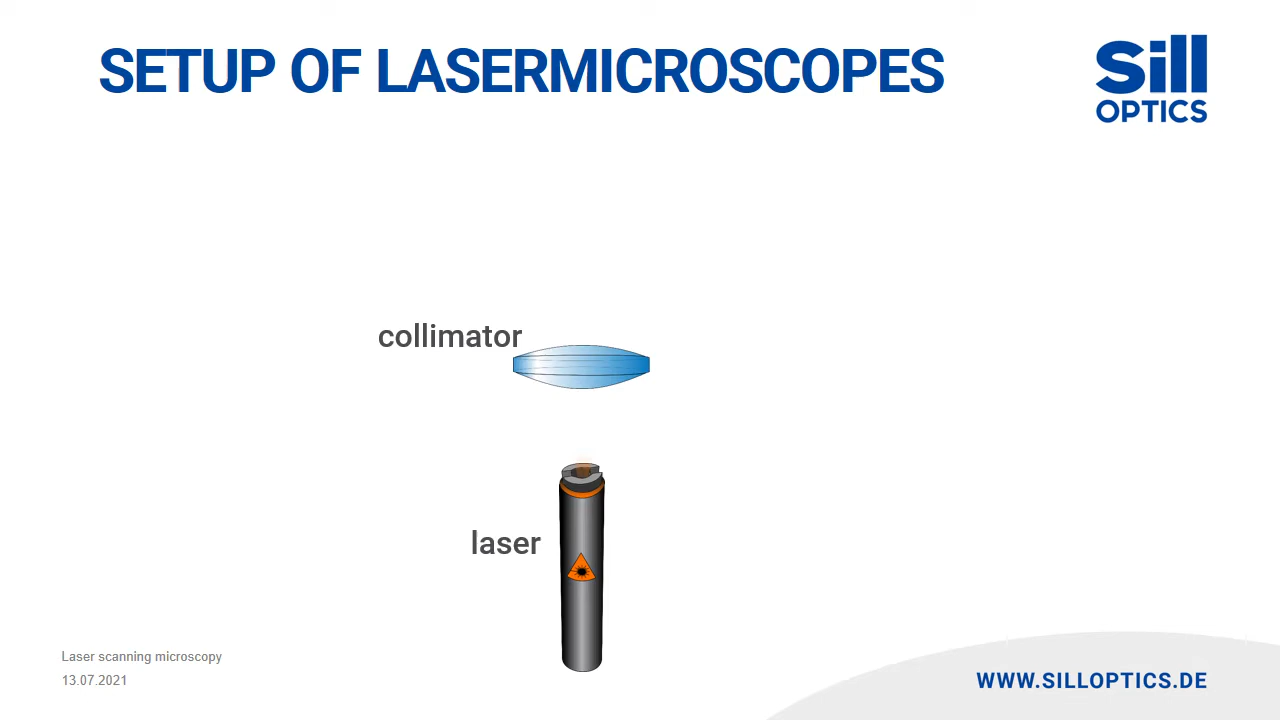 SETUP OF LASERMICROSCOPES
Sill
OPTICS
collimator
laser
Laser scanning microscopy
13.07.2021
WWW.SILLOPTICS.DE